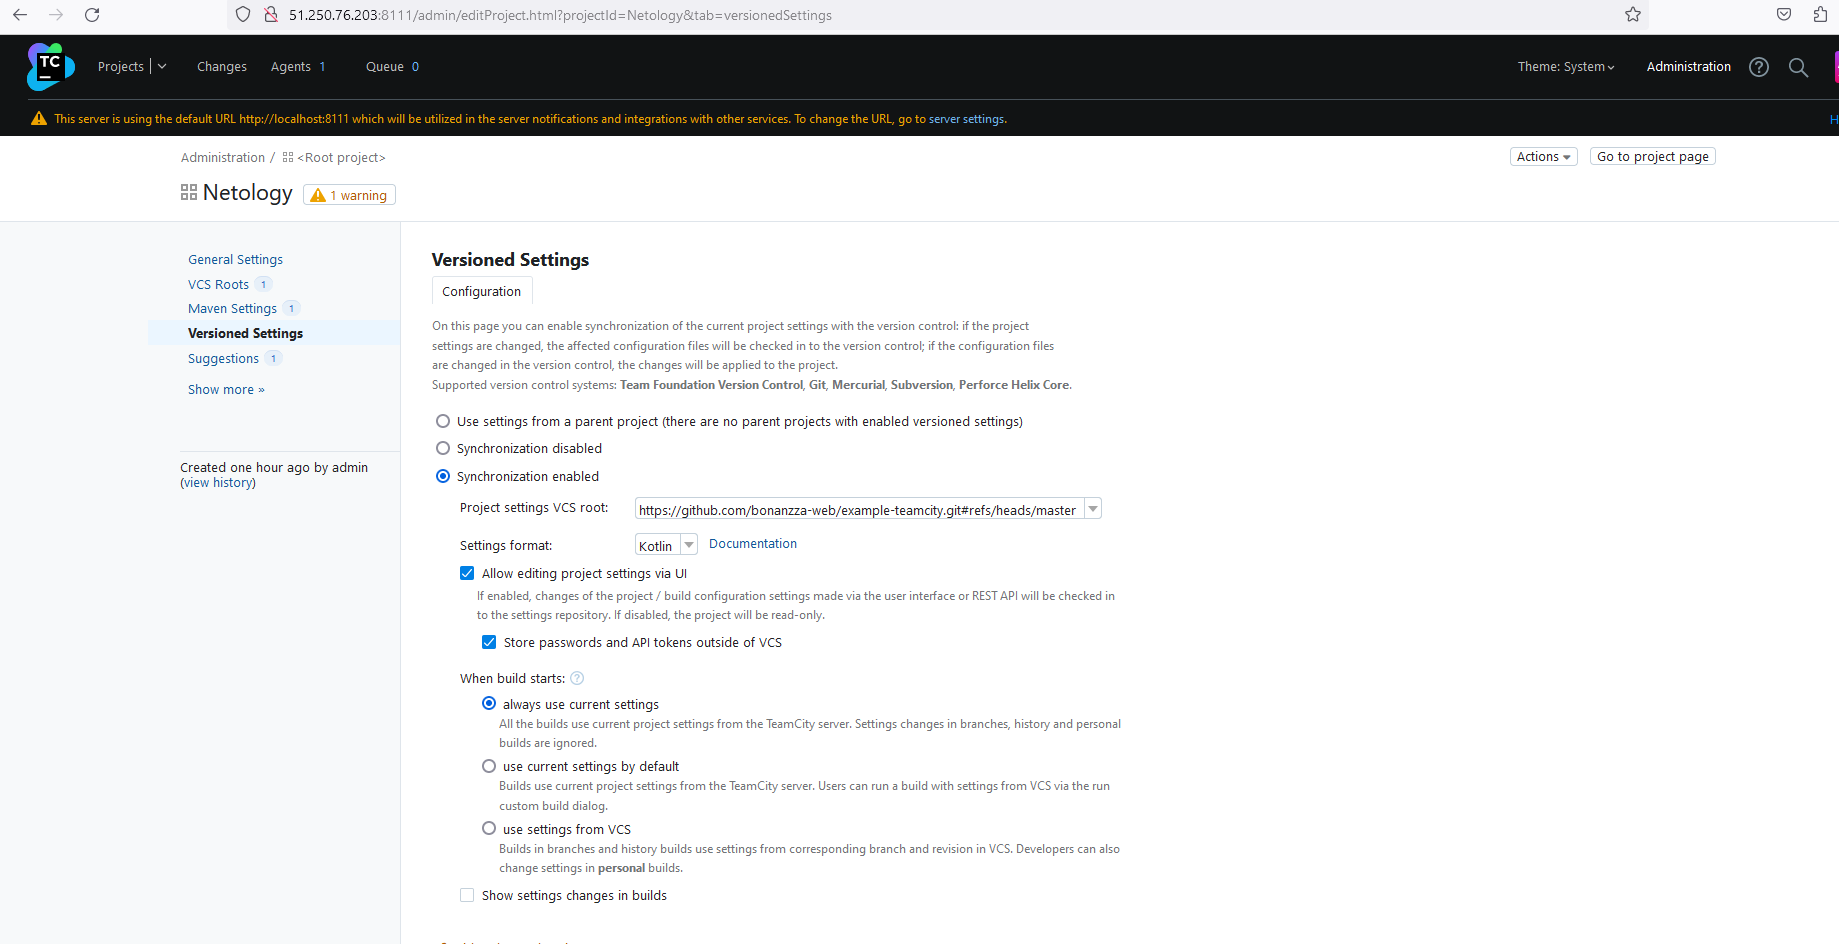 51.250.76.203:8111/admin/editProject.html?projectId=Netology&tab=versionedSettings
TC
Projects
Changes
Agents 1
Queue 0
Theme: System
Administration
This server is using the default URL http://localhost:8111 which will be utilized in the server notifications and integrations with other services. To change the URL, go to server settings.
Administration / <Root project>
Actions
Go to project page
Netology
1 warning
General Settings
VCS Roots 1
Maven Settings 1
Versioned Settings
Suggestions 1
Show more »
Created one hour ago by admin
(view history)
Versioned Settings
Configuration
On this page you can enable synchronization of the current project settings with the version control: if the project
settings are changed, the affected configuration files will be checked in to the version control; if the configuration files
are changed in the version control, the changes will be applied to the project.
Supported version control systems: Team Foundation Version Control, Git, Mercurial, Subversion, Perforce Helix Core.
Use settings from a parent project (there are no parent projects with enabled versioned settings)
Synchronization disabled
Synchronization enabled
Project settings VCS root: https://github.com/bonanzza-web/example-teamcity.git#refs/heads/master
Settings format: Kotlin Documentation
Allow editing project settings via UI
If enabled, changes of the project / build configuration settings made via the user interface or REST API will be checked in
to the settings repository. If disabled, the project will be read-only.
Store passwords and API tokens outside of VCS
When build starts: ?
always use current settings
All the builds use current project settings from the TeamCity server. Settings changes in branches, history and personal
builds are ignored.
use current settings by default
Builds use current project settings from the TeamCity server. Users can run a build with settings from VCS via the run
custom build dialog.
use settings from VCS
Builds in branches and history builds use settings from corresponding branch and revision in VCS. Developers can also
change settings in personal builds.
Show settings changes in builds